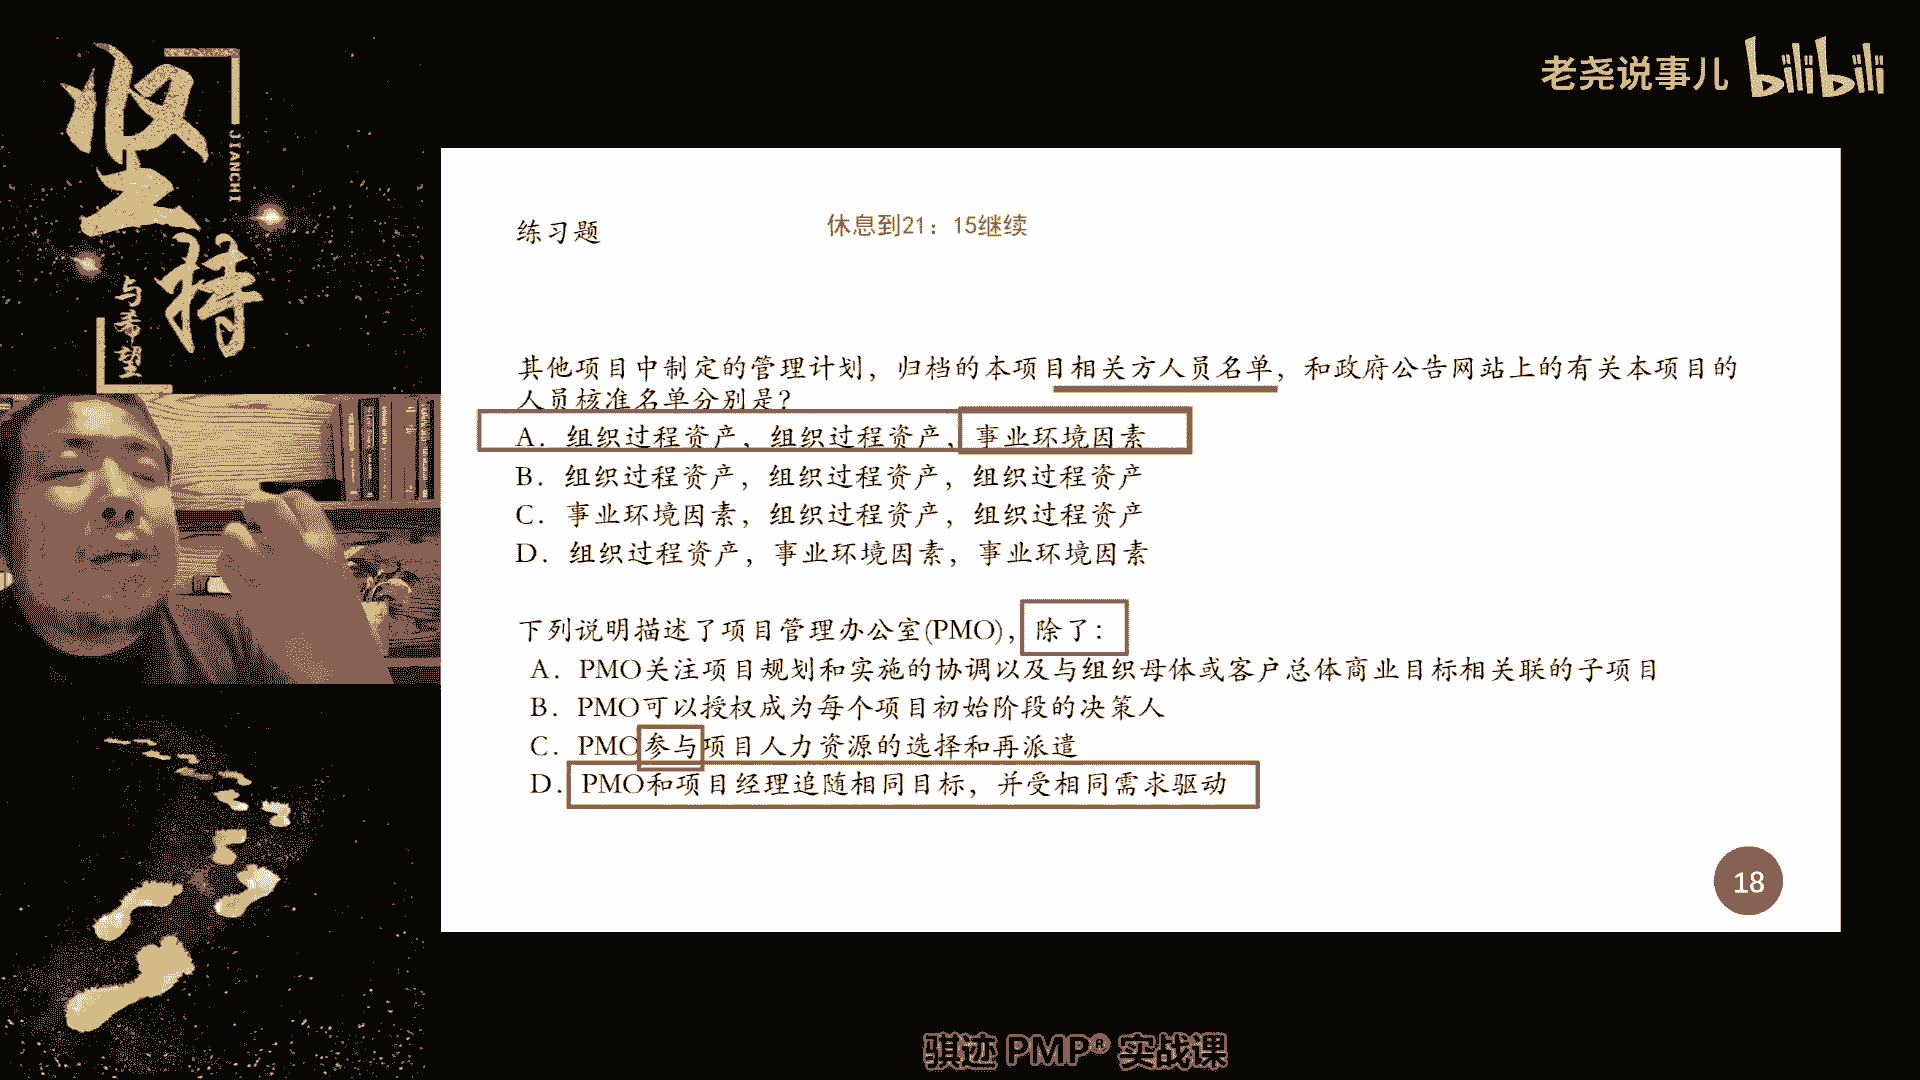 坚持
JIANCHI
与希望
老尧说事儿 bilibili
练习题
休息到21：15继续
其他项目中制定的管理计划，归档的本项目相关方人员名单，和政府公告网站上的有关本项目的
人员核准名单分别是？
A．组织过程资产，组织过程资产，事业环境因素
B．组织过程资产，组织过程资产，组织过程资产
C．事业环境因素，组织过程资产，组织过程资产
D．组织过程资产，事业环境因素，事业环境因素
下列说明描述了项目管理办公室(PMO)，除了：
A．PMO关注项目规划和实施的协调以及与组织母体或客户总体商业目标相关联的子项目
B．PMO可以授权成为每个项目初始阶段的决策人
C．PMO参与项目人力资源的选择和再派遣
D．PMO和项目经理追随相同目标，并受相同需求驱动
18
骐迹 PMP® 实战课